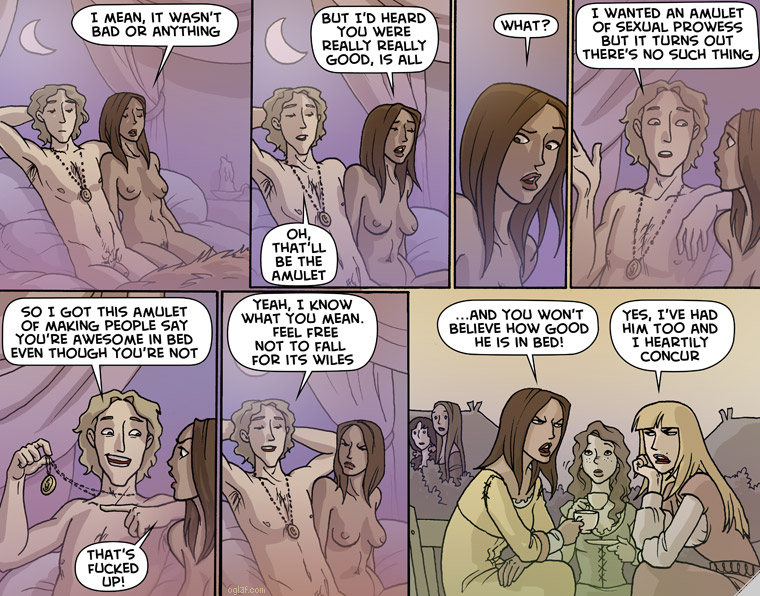 I MEAN, IT WASN'T
BAD OR ANYTHING
BUT I'D HEARD
YOU WERE
REALLY REALLY
GOOD, IS ALL
OH,
THAT'LL
BE THE
AMULET
WHAT?
I WANTED AN AMULET
OF SEXUAL PROWESS
BUT IT TURNS OUT
THERE'S NO SUCH THING
SO I GOT THIS AMULET
OF MAKING PEOPLE SAY
YOU'RE AWESOME IN BED
EVEN THOUGH YOU'RE NOT
THAT'S
FUCKED
UP!
YEAH, I KNOW
WHAT YOU MEAN.
FEEL FREE
NOT TO FALL
FOR ITS WILES
oglaf.com
...AND YOU WON'T
BELIEVE HOW GOOD
HE IS IN BED!
YES, I'VE HAD
HIM TOO AND
I HEARTILY
CONCUR